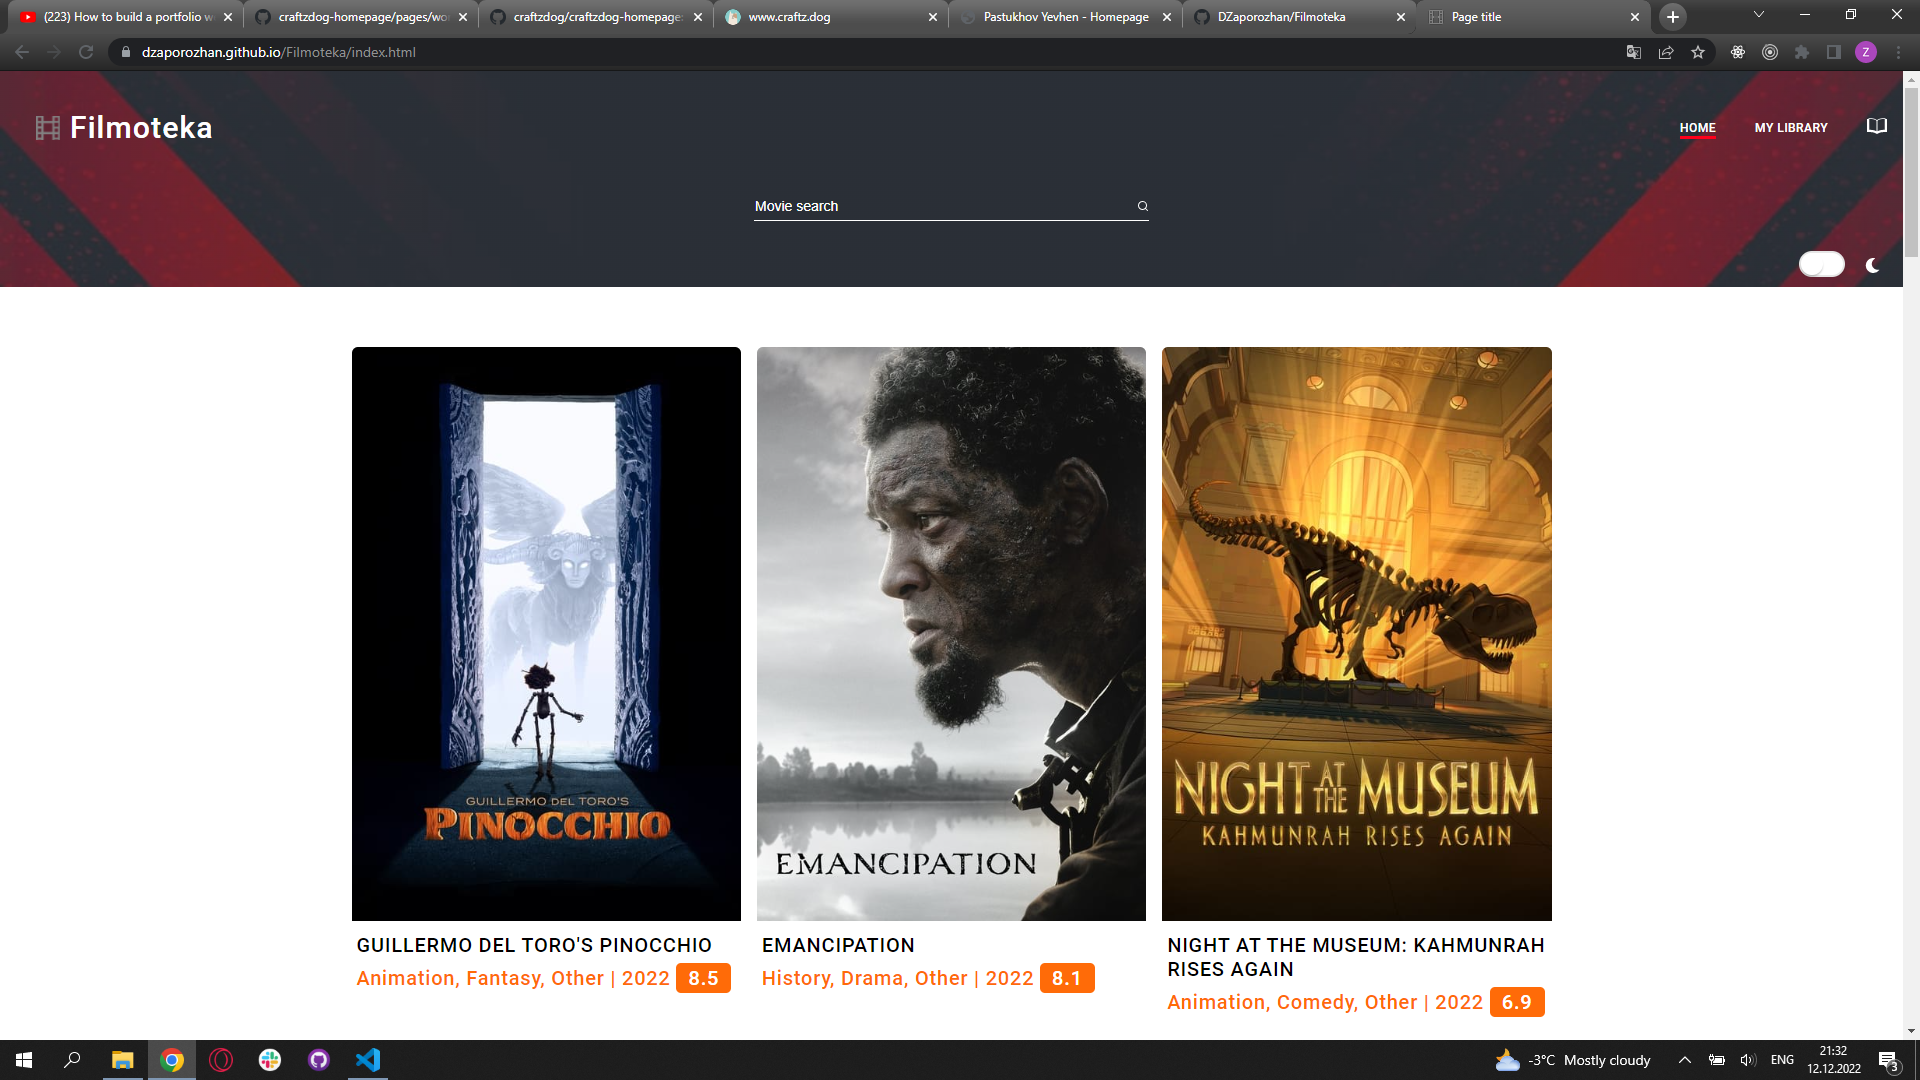 (223) How to build a portfolio w
craftzdog-homepage/pages/wo
craftzdog/craftzdog-homepage:
www.craftz.dog
Pastukhov Yevhen - Homepage
DZaporozhan/Filmoteka
Page title
dzaporozhan.github.io/Filmoteka/index.html
Z
Filmoteka
HOME
MY LIBRARY
Movie search
GUILLERMO DEL TORO'S
PINOCCHIO
EMANCIPATION
NIGHT AT THE MUSEUM
KAHMUNRAH RISES AGAIN
GUILLERMO DEL TORO'S PINOCCHIO
Animation, Fantasy, Other | 2022 8.5
EMANCIPATION
History, Drama, Other | 2022 8.1
NIGHT AT THE MUSEUM: KAHMUNRAH
RISES AGAIN
Animation, Comedy, Other | 2022 6.9
-3°C Mostly cloudy
ENG
21:32
12.12.2022
3